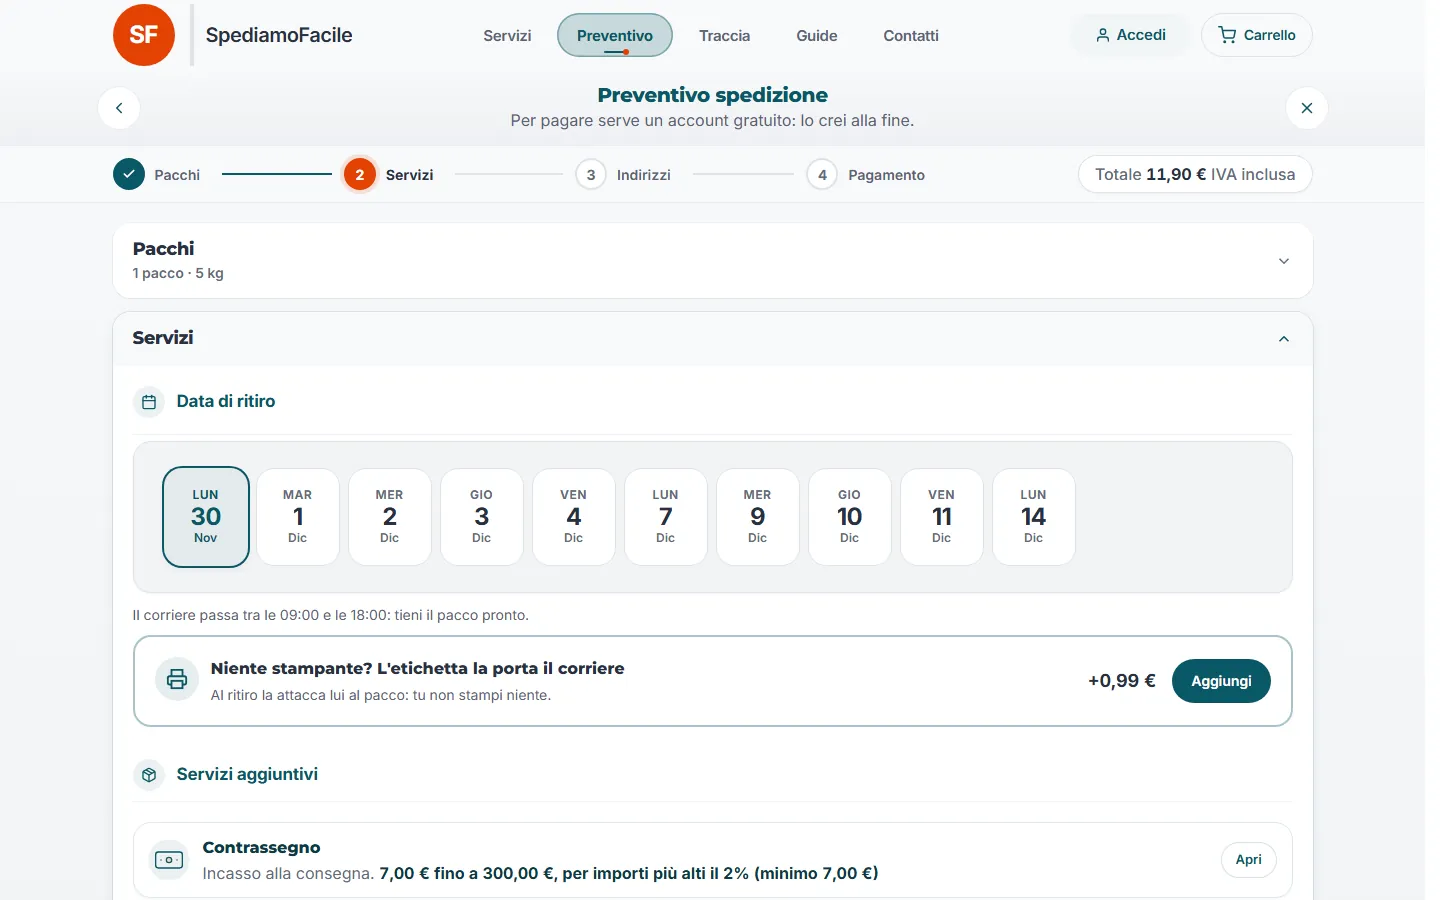 SF
SpediamoFacile
Servizi
Preventivo
Traccia
Guide
Contatti
Accedi
Carrello
Preventivo spedizione
Per pagare serve un account gratuito: lo crei alla fine.
Pacchi
2 Servizi
3 Indirizzi
4 Pagamento
Totale 11,90 € IVA inclusa
Pacchi
1 pacco · 5 kg
Servizi
Data di ritiro
LUN
30
Nov
MAR
1
Dic
MER
2
Dic
GIO
3
Dic
VEN
4
Dic
LUN
7
Dic
MER
9
Dic
GIO
10
Dic
VEN
11
Dic
LUN
14
Dic
Il corriere passa tra le 09:00 e le 18:00: tieni il pacco pronto.
Niente stampante? L'etichetta la porta il corriere
Al ritiro la attacca lui al pacco: tu non stampi niente.
+0,99 €
Aggiungi
Servizi aggiuntivi
Contrassegno
Incasso alla consegna. 7,00 € fino a 300,00 €, per importi più alti il 2% (minimo 7,00 €)
Apri